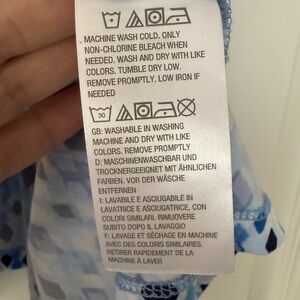 MACHINE WASH COLD. ONLY
NON-CHLORINE BLEACH WHEN
NEEDED. WASH AND DRY WITH LIKE
COLORS. TUMBLE DRY LOW.
REMOVE PROMPTLY. LOW IRON IF
NEEDED
30
GB: WASHABLE IN WASHING
MACHINE AND DRY WITH LIKE
COLORS. REMOVE PROMPTLY
D: MASCHINENWASCHBAR UND
TROCKNERGEEIGNET MIT ÄHNLICHEN
FARBEN. VOR DER WÄSCHE
ENTFERNEN
I: LAVABILE E ASCIUGABILE IN
LAVATRICE E ASCIUGATRICE, CON
COLORI SIMILARI. RIMUOVERE
SUBITO DOPO IL LAVAGGIO
F: LAVAGE ET SÉCHAGE EN MACHINE
AVEC DES COLORIS SIMILAIRES.
RETIRER RAPIDEMENT DE LA
MACHINE À LAVER